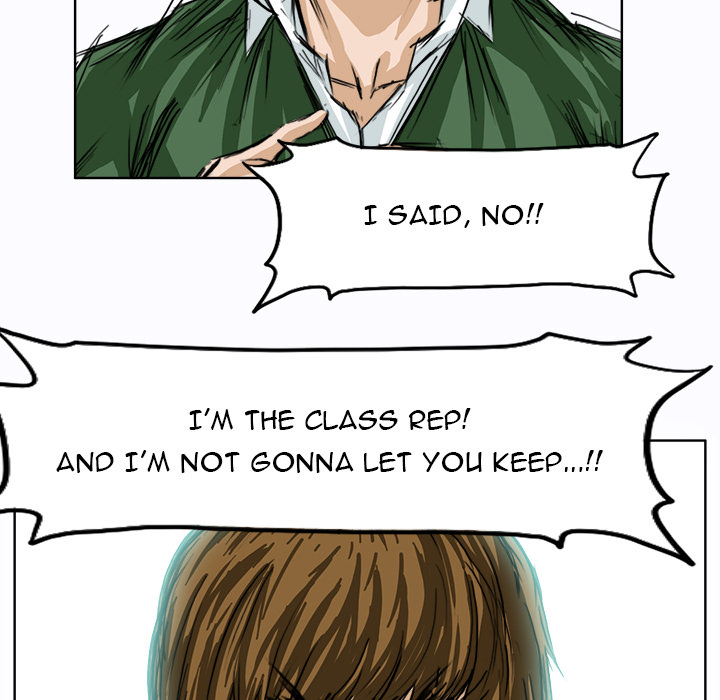 I SAID, NO!!
I'M THE CLASS REP!
AND I'M NOT GONNA LET YOU KEEP...!!